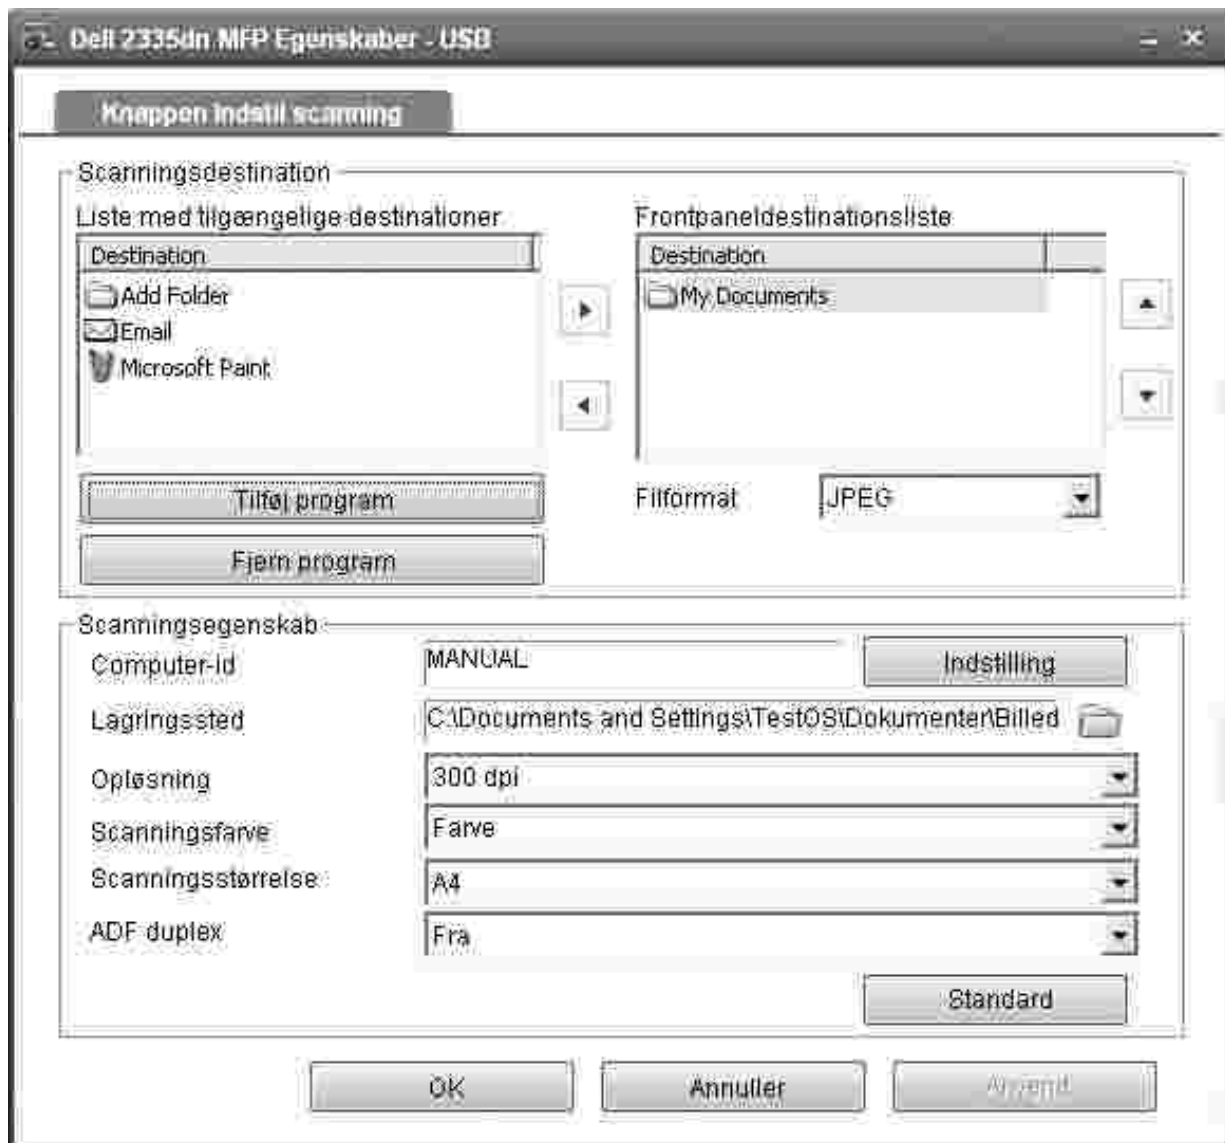 Dell 2335dn MFP Egenskaber - USB
Knappen Indstil scanning
Scanningsdestination
Liste med tilgængelige destinationer
Destination
Add Folder
Email
Microsoft Paint
Tilføj program
Fjern program
Frontpaneldestinationsliste
Destination
My Documents
Filformat JPEG
Scanningsegenskab
Computer-id MANUAL Indstilling
Lagringssted C:\Documents and Settings\TestOS\Dokumenter\Billed
Opløsning 300 dpi
Scanningsfarve Farve
Scanningsstørrelse A4
ADF duplex Fra
Standard
OK Annuller Anvend